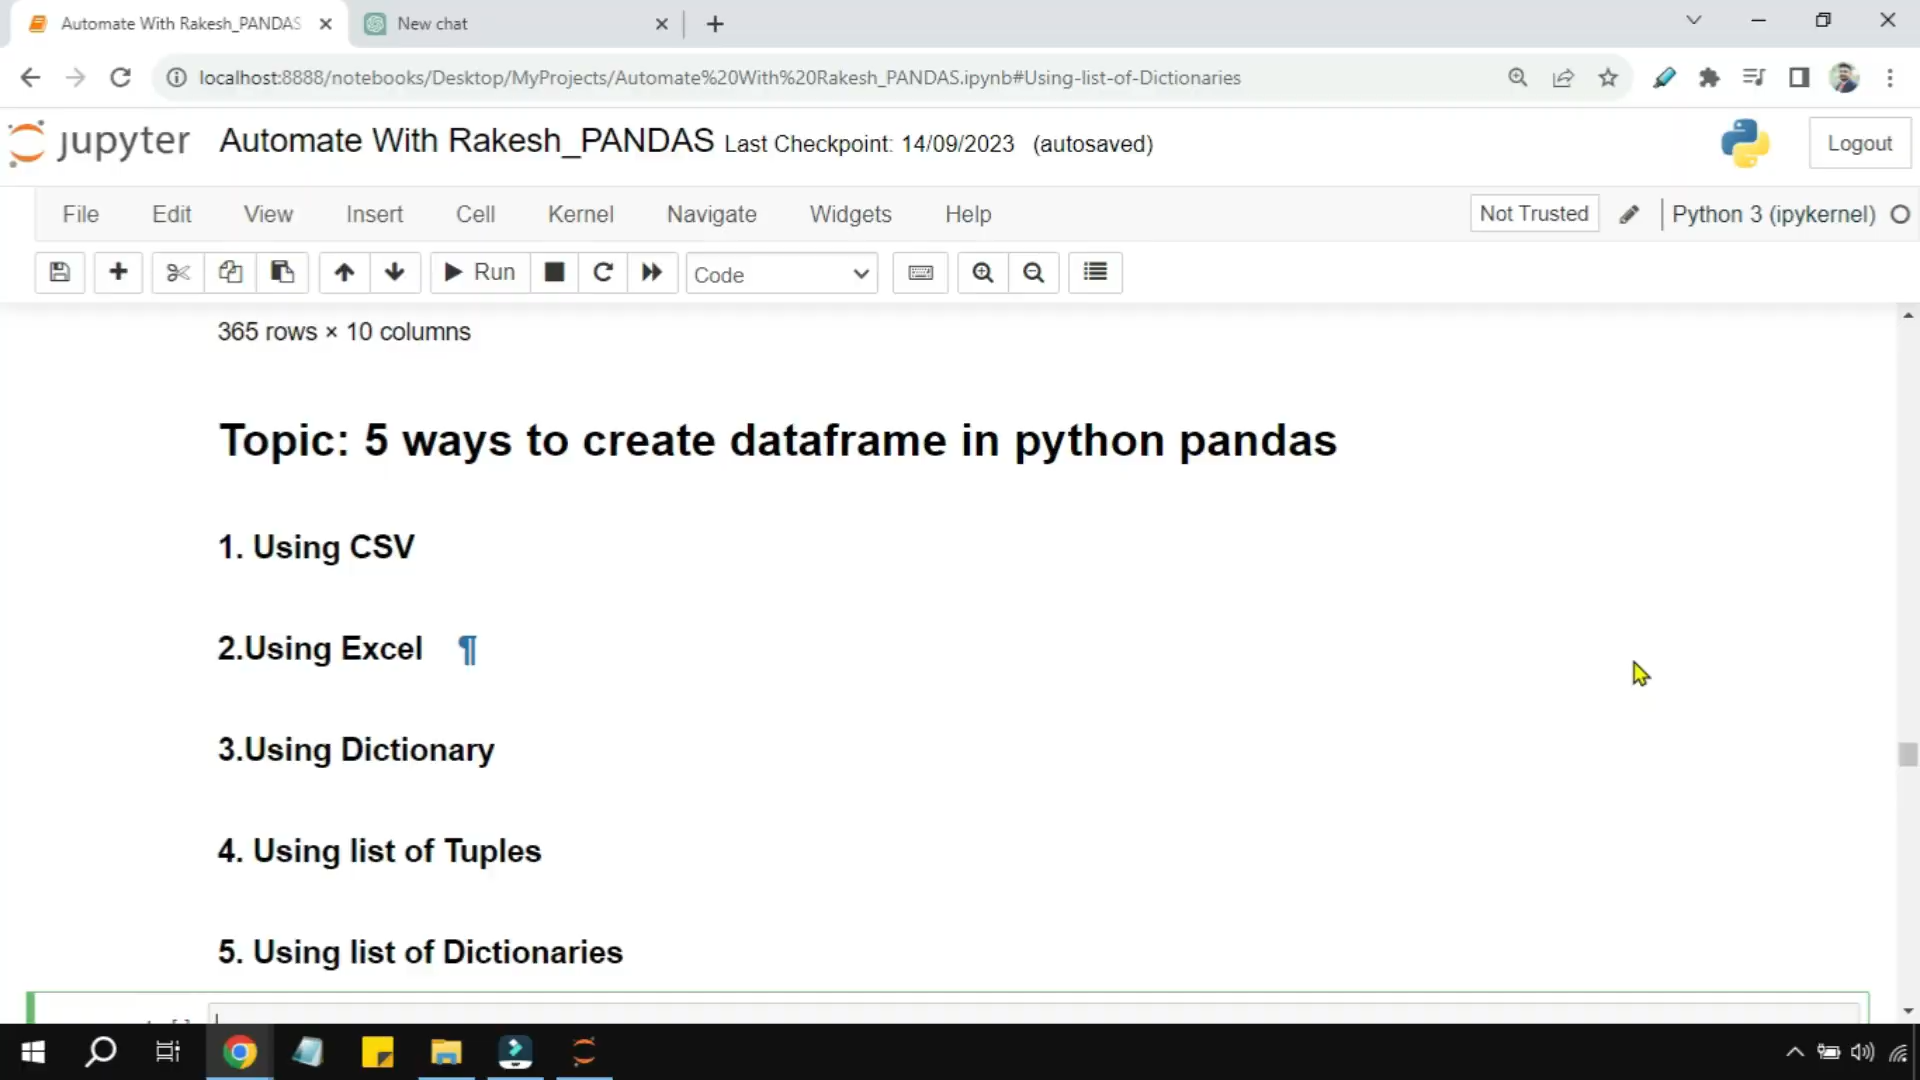 Automate With Rakesh_PANDAS
New chat
localhost:8888/notebooks/Desktop/MyProjects/Automate%20With%20Rakesh_PANDAS.ipynb#Using-list-of-Dictionaries
jupyter Automate With Rakesh_PANDAS Last Checkpoint: 14/09/2023 (autosaved)
Logout
File Edit View Insert Cell Kernel Navigate Widgets Help
Not Trusted
Python 3 (ipykernel)
Run
Code
365 rows × 10 columns
Topic: 5 ways to create dataframe in python pandas
1. Using CSV
2.Using Excel ¶
3.Using Dictionary
4. Using list of Tuples
5. Using list of Dictionaries